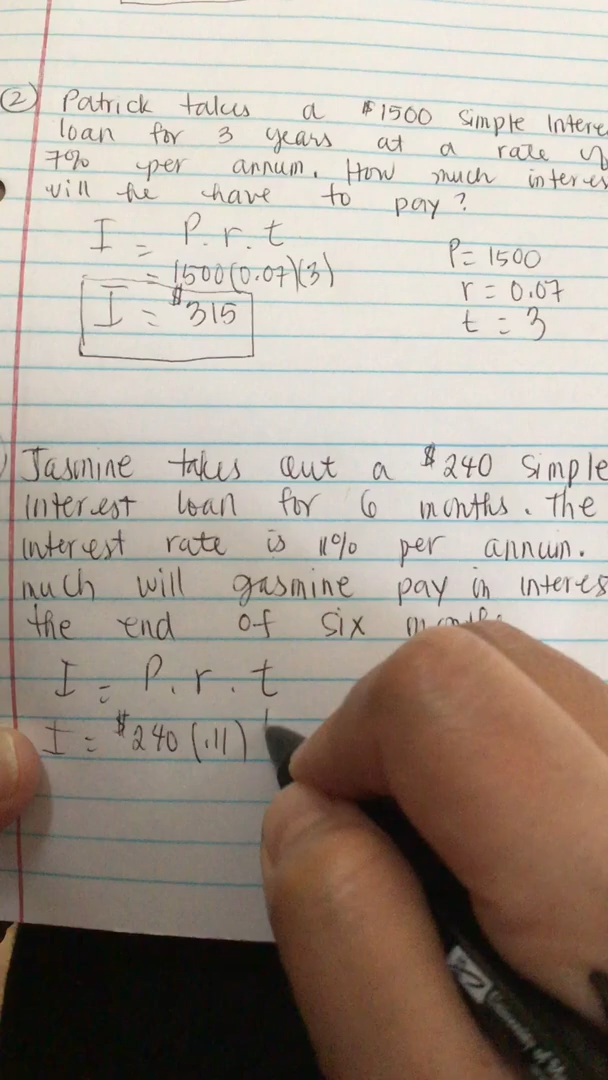 ② Patrick takes a $1500 simple Intere
loan for 3 years at a rate of
7% per annum. How much interes
will he have to pay?
I = P.r.t
= 1500(0.07)(3)
I = $315
P= 1500
r = 0.07
t = 3
) Jasmine takes out a $240 simple
interest loan for 6 months. The
interest rate is 11% per annum.
much will gasmine pay in interes
the end of six
I = P.r.t
I = $240 (.11)
University of